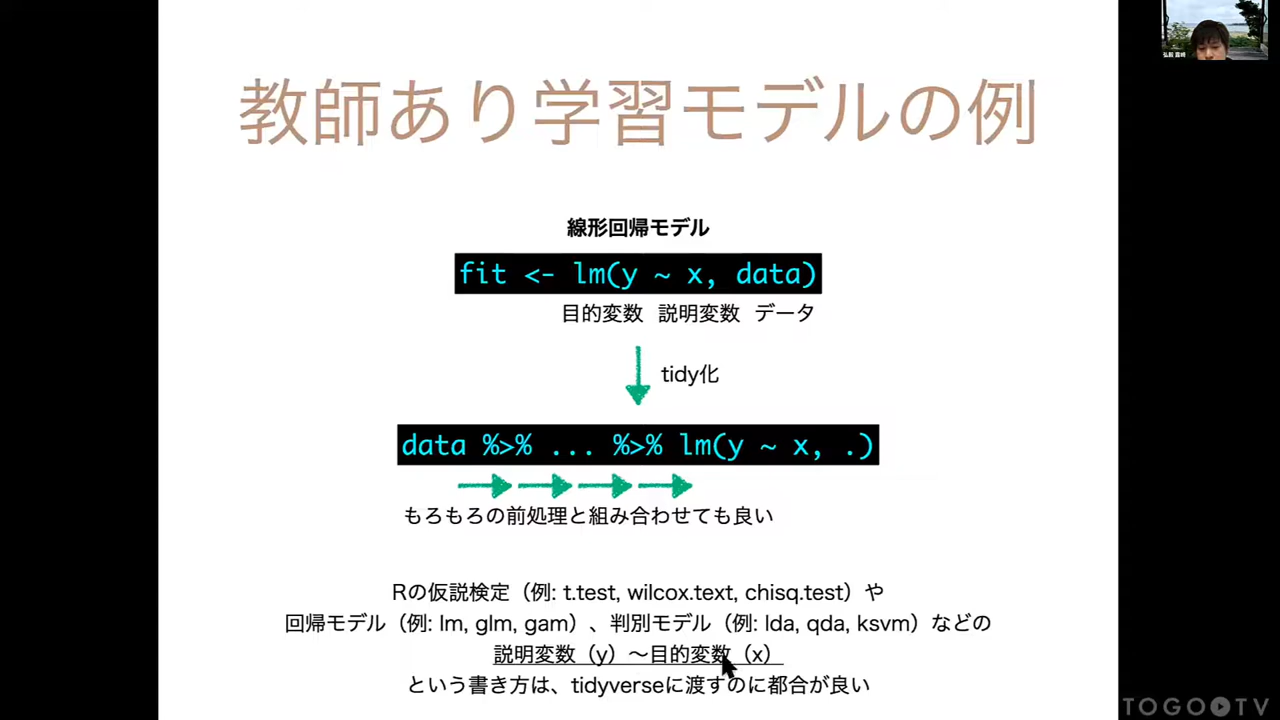 教師あり学習モデルの例
線形回帰モデル
fit <- lm(y ~ x, data)
目的変数 説明変数 データ
tidy化
data %>% ... %>% lm(y ~ x, .)
もろもろの前処理と組み合わせても良い
Rの仮説検定（例: t.test, wilcox.text, chisq.test）や
回帰モデル（例: lm, glm, gam）、判別モデル（例: lda, qda, ksvm）などの
説明変数（y）～目的変数（x）
という書き方は、tidyverseに渡すのに都合が良い
TOGOTV